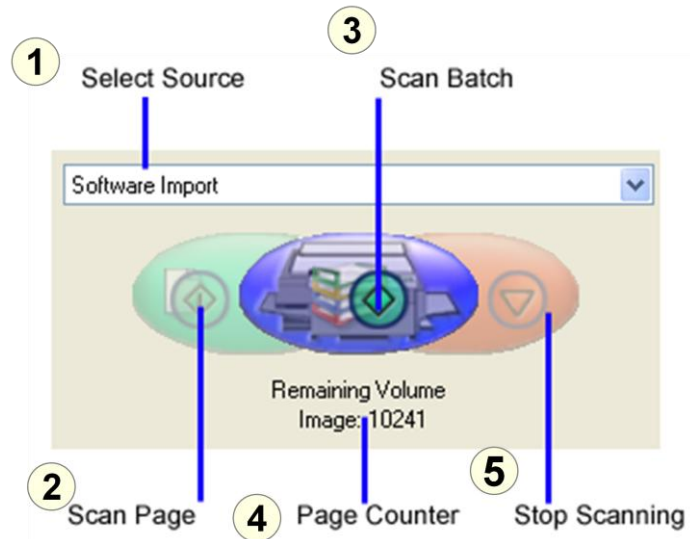 3
1
Select Source
Scan Batch
Software Import
Remaining Volume
Image: 10241
2
Scan Page
4
Page Counter
5
Stop Scanning